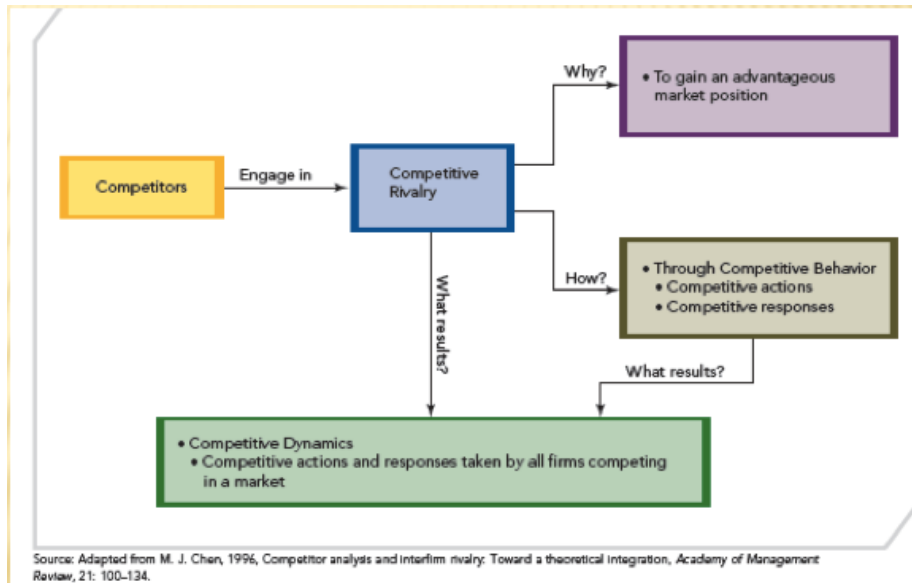 Why?
• To gain an advantageous
market position
Competitors
Engage in
Competitive
Rivalry
How?
• Through Competitive Behavior
• Competitive actions
• Competitive responses
What results?
What results?
• Competitive Dynamics
• Competitive actions and responses taken by all firms competing
in a market
Source: Adapted from M. J. Chen, 1996, Competitor analysis and interfirm rivalry: Toward a theoretical integration, Academy of Management
Review, 21: 100–134.